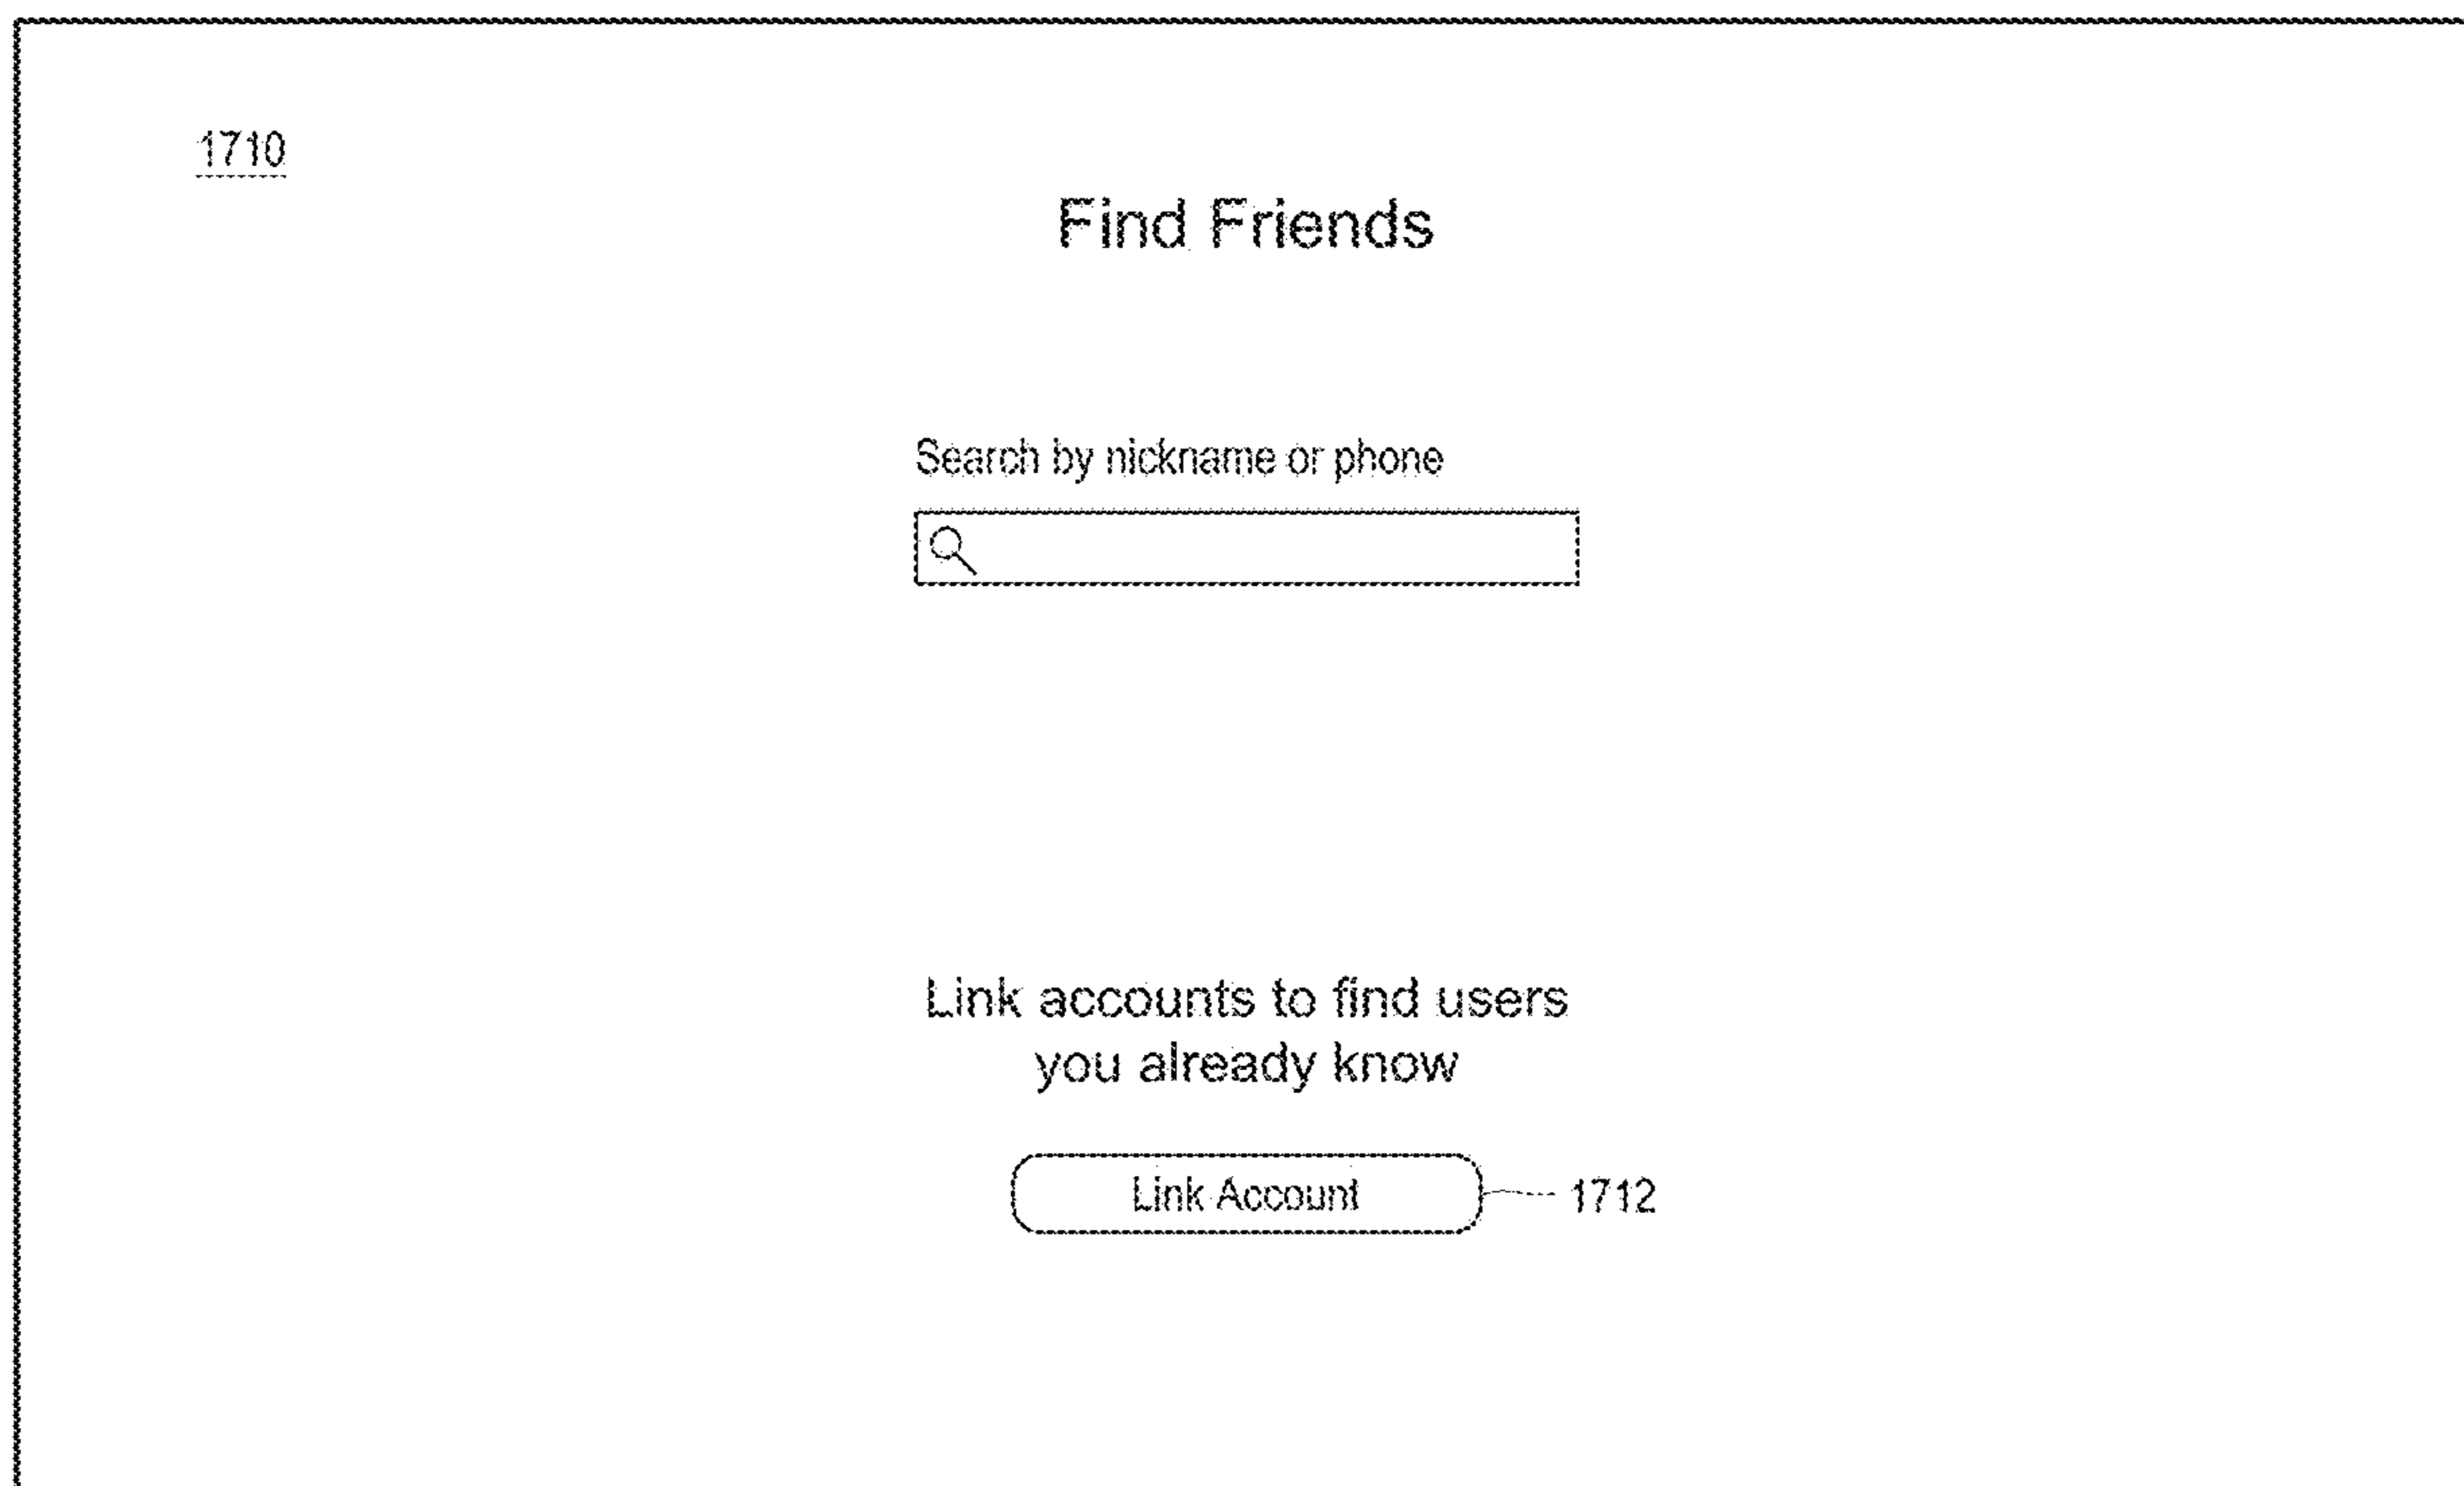 1710
Find Friends
Search by nickname or phone
Link accounts to find users
you already know
Link Account
1712